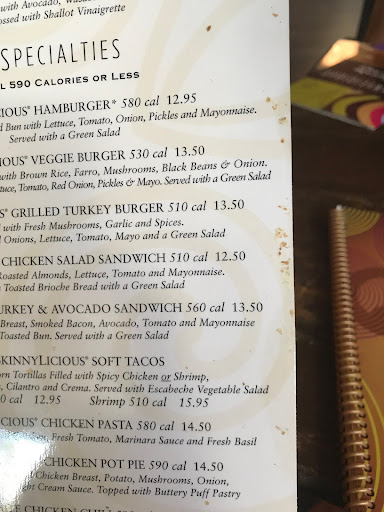 with Avocado,
ossed with Shallot Vinaigrette
SPECIALTIES
590 CALORIES OR LESS
HAMBURGER* 580 cal 12.95
Bun with Lettuce, Tomato, Onion, Pickles and Mayonnaise.
Served with a Green Salad
VEGGIE BURGER 530 cal 13.50
with Brown Rice, Farro, Mushrooms, Black Beans & Onion.
tuce, Tomato, Red Onion, Pickles & Mayo. Served with a Green Salad
GRILLED TURKEY BURGER 510 cal 13.50
with Fresh Mushrooms, Garlic and Spices.
Onions, Lettuce, Tomato, Mayo and a Green Salad
CHICKEN SALAD SANDWICH 510 cal 12.50
Roasted Almonds, Lettuce, Tomato and Mayonnaise.
Toasted Brioche Bread with a Green Salad
URKEY & AVOCADO SANDWICH 560 cal 13.50
Breast, Smoked Bacon, Avocado, Tomato and Mayonnaise
Toasted Bun. Served with a Green Salad
SKINNYLICIOUS® SOFT TACOS
rn Tortillas Filled with Spicy Chicken or Shrimp,
, Cilantro and Crema. Served with Escabeche Vegetable Salad
0 cal 12.95 Shrimp 510 cal 15.95
CIOUS® CHICKEN PASTA 580 cal 14.50
en, Fresh Tomato, Marinara Sauce and Fresh Basil
CHICKEN POT PIE 590 cal 14.50
Chicken Breast, Potato, Mushrooms, Onion,
ht Cream Sauce. Topped with Buttery Puff Pastry